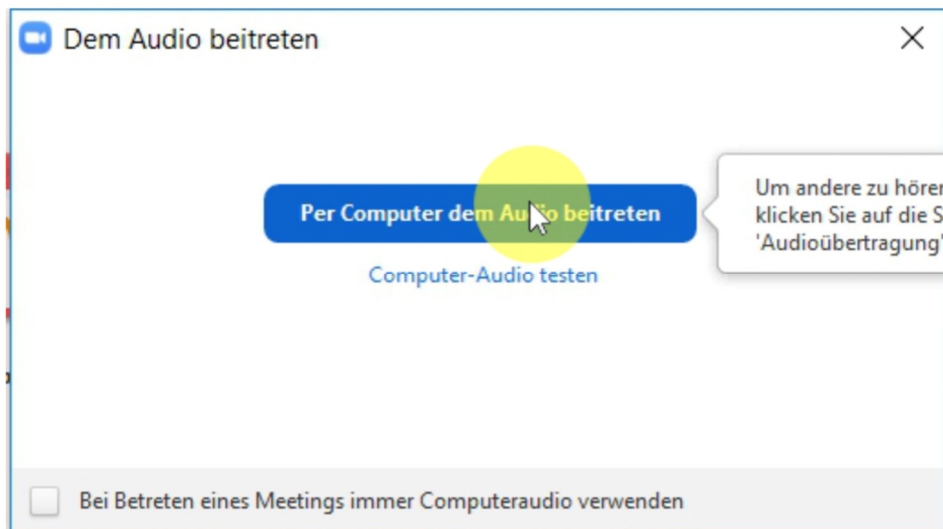 Dem Audio beitreten
Per Computer dem Audio beitreten
Um andere zu hören
klicken Sie auf die S
'Audioübertragung'
Computer-Audio testen
Bei Betreten eines Meetings immer Computeraudio verwenden